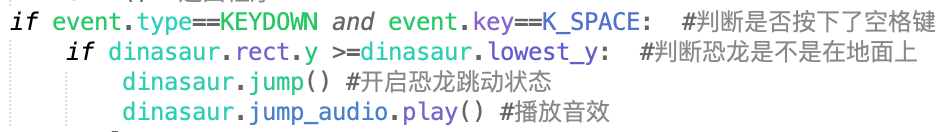 if event.type==KEYDOWN and event.key==K_SPACE:  #判断是否按下了空格键
if dinasaur.rect.y >=dinasaur.lowest_y:  #判断恐龙是不是在地面上
dinasaur.jump() #开启恐龙跳动状态
dinasaur.jump_audio.play() #播放音效